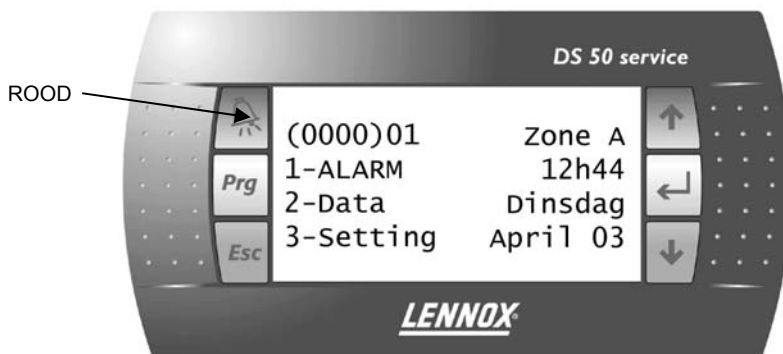 DS 50 service
ROOD
(0000)01 Zone A
1-ALARM 12h44
Prg
2-Data Dinsdag
3-Setting April 03
Esc
LENNOX